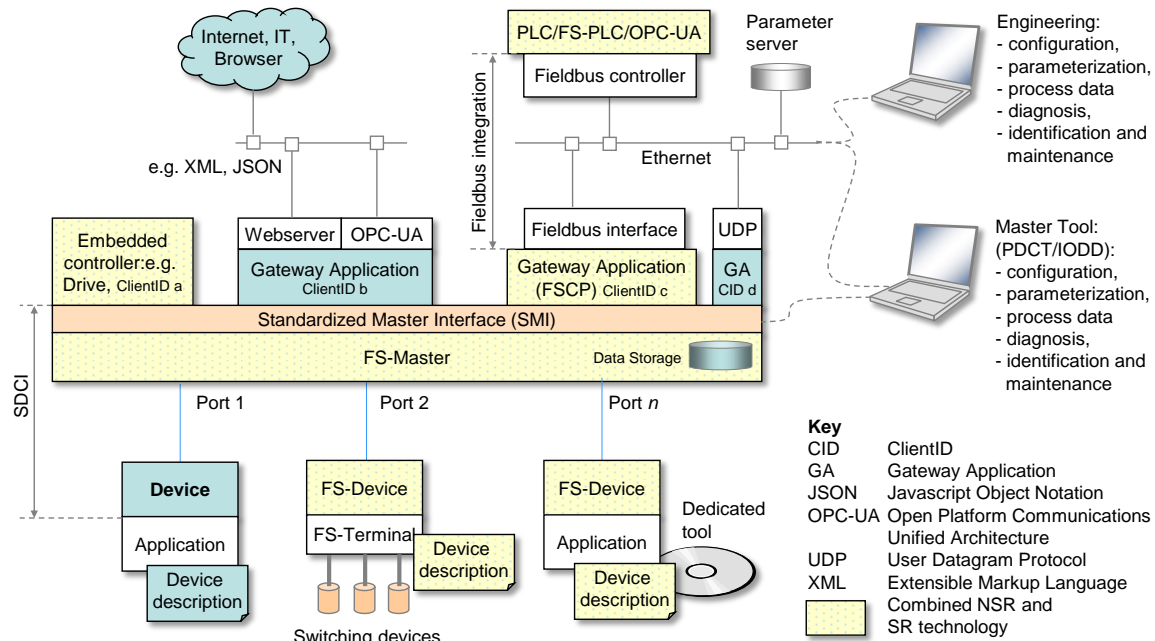 Internet, IT,
Browser
e.g. XML, JSON
PLC/FS-PLC/OPC-UA
Fieldbus controller
Parameter
server
Ethernet
Fieldbus integration
Engineering:
- configuration,
- parameterization,
- process data
- diagnosis,
- identification and
maintenance
Embedded
controller:e.g.
Drive, ClientID a
Webserver
OPC-UA
Gateway Application
ClientID b
Fieldbus interface
Gateway Application
(FSCP) ClientID c
UDP
GA
CID d
Master Tool:
(PDCT/IODD):
- configuration,
- parameterization,
- process data
- diagnosis,
- identification and
maintenance
Standardized Master Interface (SMI)
FS-Master
Data Storage
SDCI
Port 1
Port 2
Port n
Device
Application
Device
description
FS-Device
FS-Terminal
Device
description
Switching devices
FS-Device
Application
Device
description
Dedicated
tool
Key
CID ClientID
GA Gateway Application
JSON Javascript Object Notation
OPC-UA Open Platform Communications
Unified Architecture
UDP User Datagram Protocol
XML Extensible Markup Language
Combined NSR and
SR technology